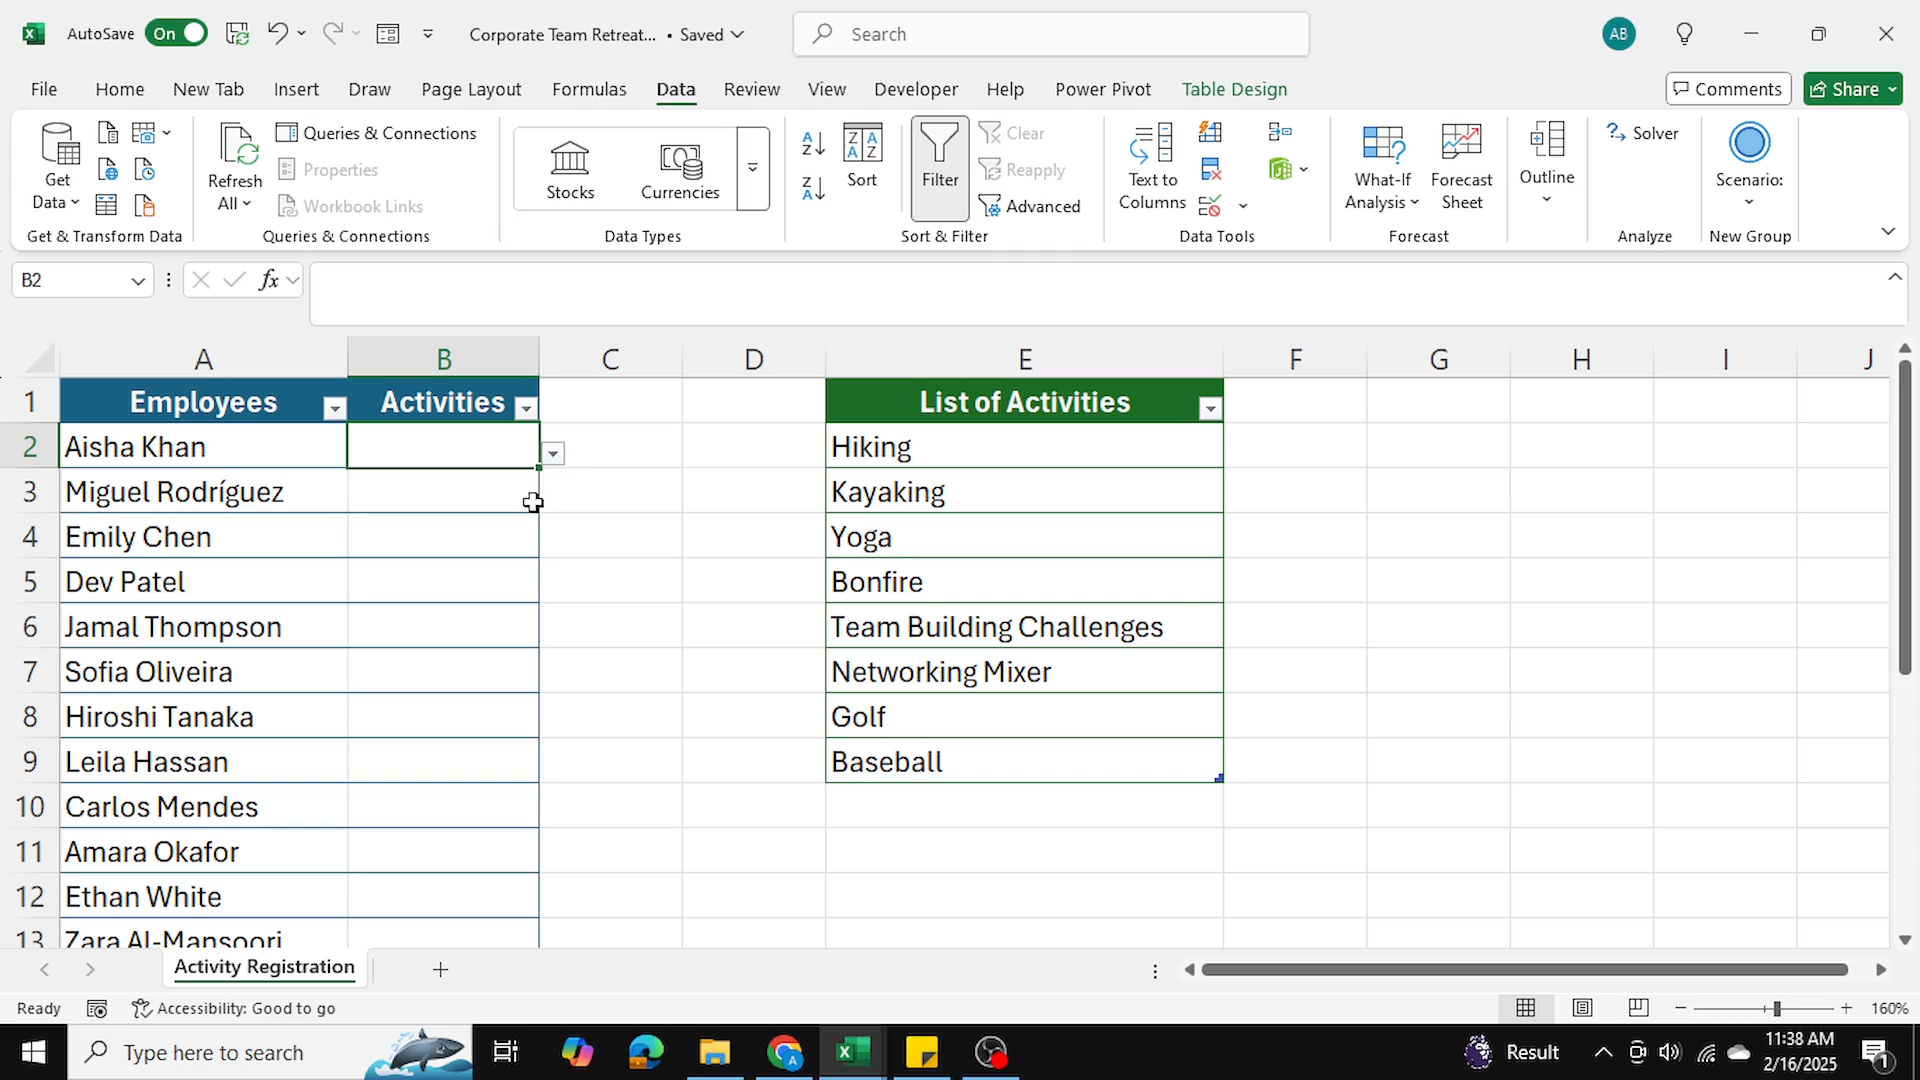 AutoSave On Corporate Team Retreat... • Saved Search AB
File Home New Tab Insert Draw Page Layout Formulas Data Review View Developer Help Power Pivot Table Design Comments Share
Get Data Refresh All Queries & Connections Properties Workbook Links Stocks Currencies Sort Filter Clear Reapply Advanced Text to Columns What-If Analysis Forecast Sheet Outline Solver Scenario:
Get & Transform Data Queries & Connections Data Types Sort & Filter Data Tools Forecast Analyze New Group
B2 fx
A B C D E F G H I J
1 Employees Activities List of Activities
2 Aisha Khan Hiking
3 Miguel Rodríguez Kayaking
4 Emily Chen Yoga
5 Dev Patel Bonfire
6 Jamal Thompson Team Building Challenges
7 Sofia Oliveira Networking Mixer
8 Hiroshi Tanaka Golf
9 Leila Hassan Baseball
10 Carlos Mendes
11 Amara Okafor
12 Ethan White
13 Zara Al-Mansoori
Activity Registration
Ready Accessibility: Good to go 160%
Type here to search Result 11:38 AM
2/16/2025 1